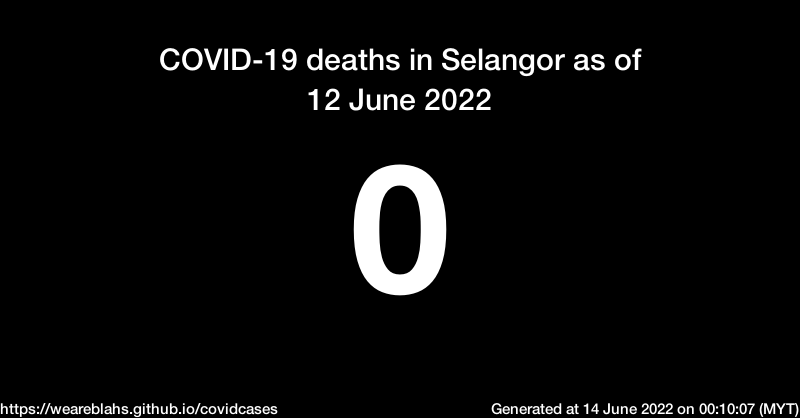 COVID-19 deaths in Selangor as of
12 June 2022
0
https://weareblahs.github.io/covidcases
Generated at 14 June 2022 on 00:10:07 (MYT)